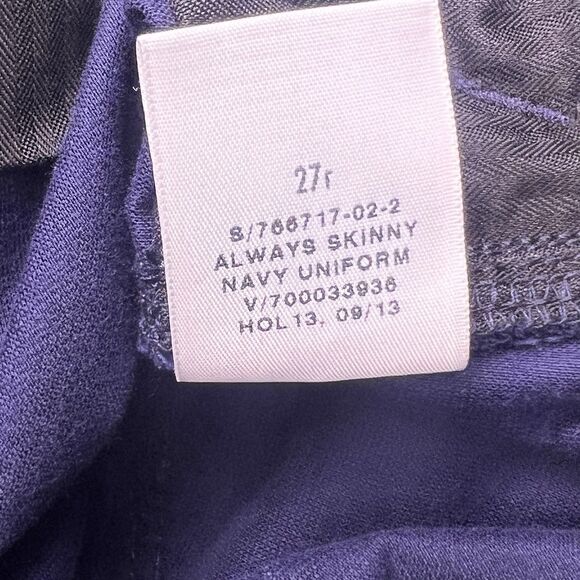 27r
S/766717-02-2
ALWAYS SKINNY
NAVY UNIFORM
V/700033936
HOL 13, 09/13